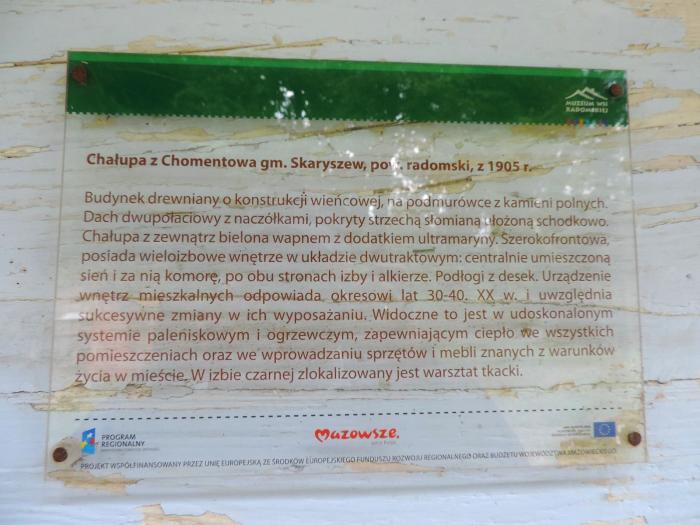 MUZEUM WSI
RADOMSKIEJ
Chałupa z Chomentowa gm. Skaryszew, pow. radomski, z 1905 r.
Budynek drewniany o konstrukcji wieńcowej, na podmurówce z kamieni polnych.
Dach dwupołaciowy z naczółkami, pokryty strzechą słomianą ułożoną schodkowo.
Chałupa z zewnątrz bielona wapnem z dodatkiem ultramaryny. Szerokofrontowa,
posiada wieloizbowe wnętrze w układzie dwutraktowym: centralnie umieszczoną
sień i za nią komorę, po obu stronach izby i alkierze. Podłogi z desek. Urządzenie
wnętrz mieszkalnych odpowiada okresowi lat 30-40. XX w. i uwzględnia
sukcesywne zmiany w ich wyposażaniu. Widoczne to jest w udoskonalonym
systemie paleniskowym i ogrzewczym, zapewniającym ciepło we wszystkich
pomieszczeniach oraz we wprowadzaniu sprzętów i mebli znanych z warunków
życia w mieście. W izbie czarnej zlokalizowany jest warsztat tkacki.
PROGRAM
REGIONALNY
Mazowsze.
PROJEKT WSPÓŁFINANSOWANY PRZEZ UNIĘ EUROPEJSKĄ ZE ŚRODKÓW EUROPEJSKIEGO FUNDUSZU ROZWOJU REGIONALNEGO ORAZ BUDŻETU WOJEWÓDZTWA MAZOWIECKIEGO